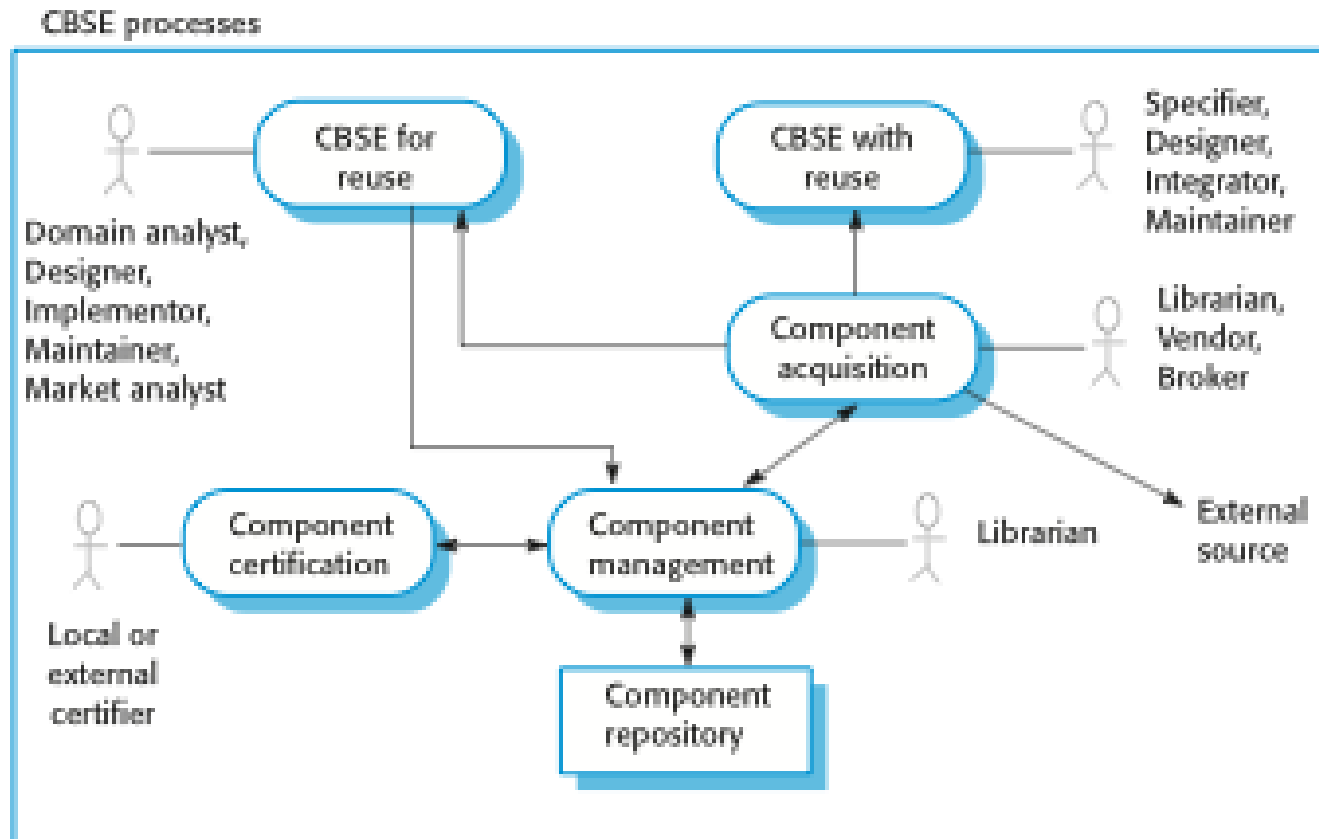 CBSE processes
CBSE for
reuse
CBSE with
reuse
Specifier,
Designer,
Integrator,
Maintainer
Domain analyst,
Designer,
Implementor,
Maintainer,
Market analyst
Component
acquisition
Librarian,
Vendor,
Broker
Component
certification
Component
management
Librarian
External
source
Local or
external
certifier
Component
repository